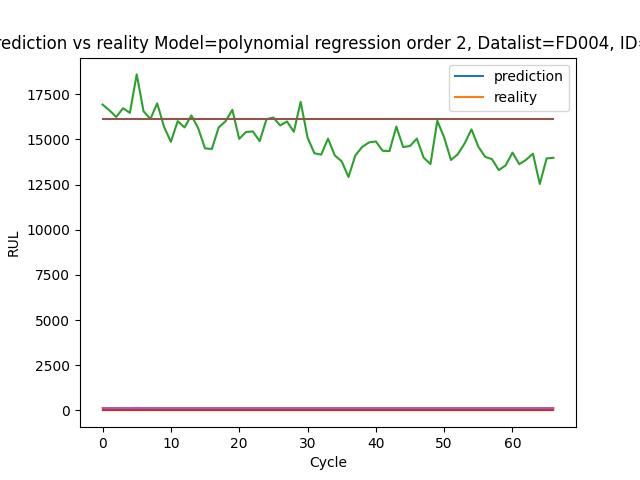 rediction vs reality Model=polynomial regression order 2, Datalist=FD004, ID=
prediction
reality
17500
15000
12500
10000
7500
5000
2500
0
RUL
0 10 20 30 40 50 60
Cycle